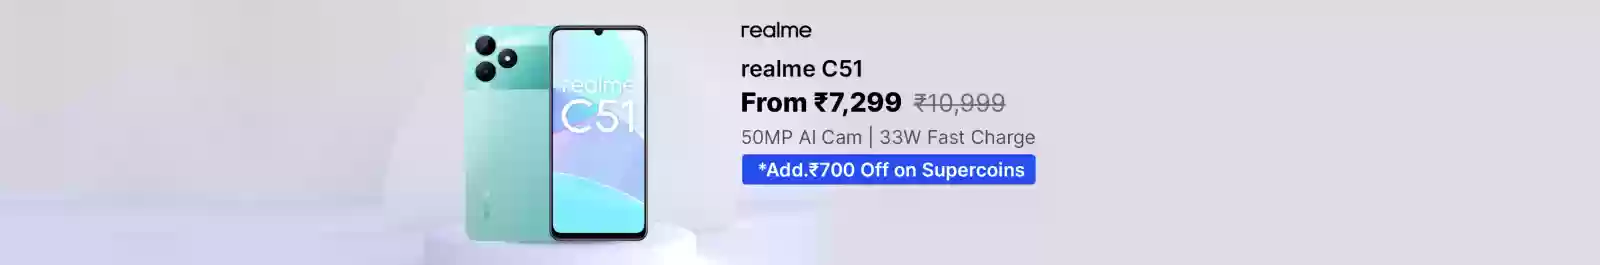 realme
realme C51
From ₹7,299 ₹10,999
50MP AI Cam | 33W Fast Charge
*Add.₹700 Off on Supercoins
realme
C51